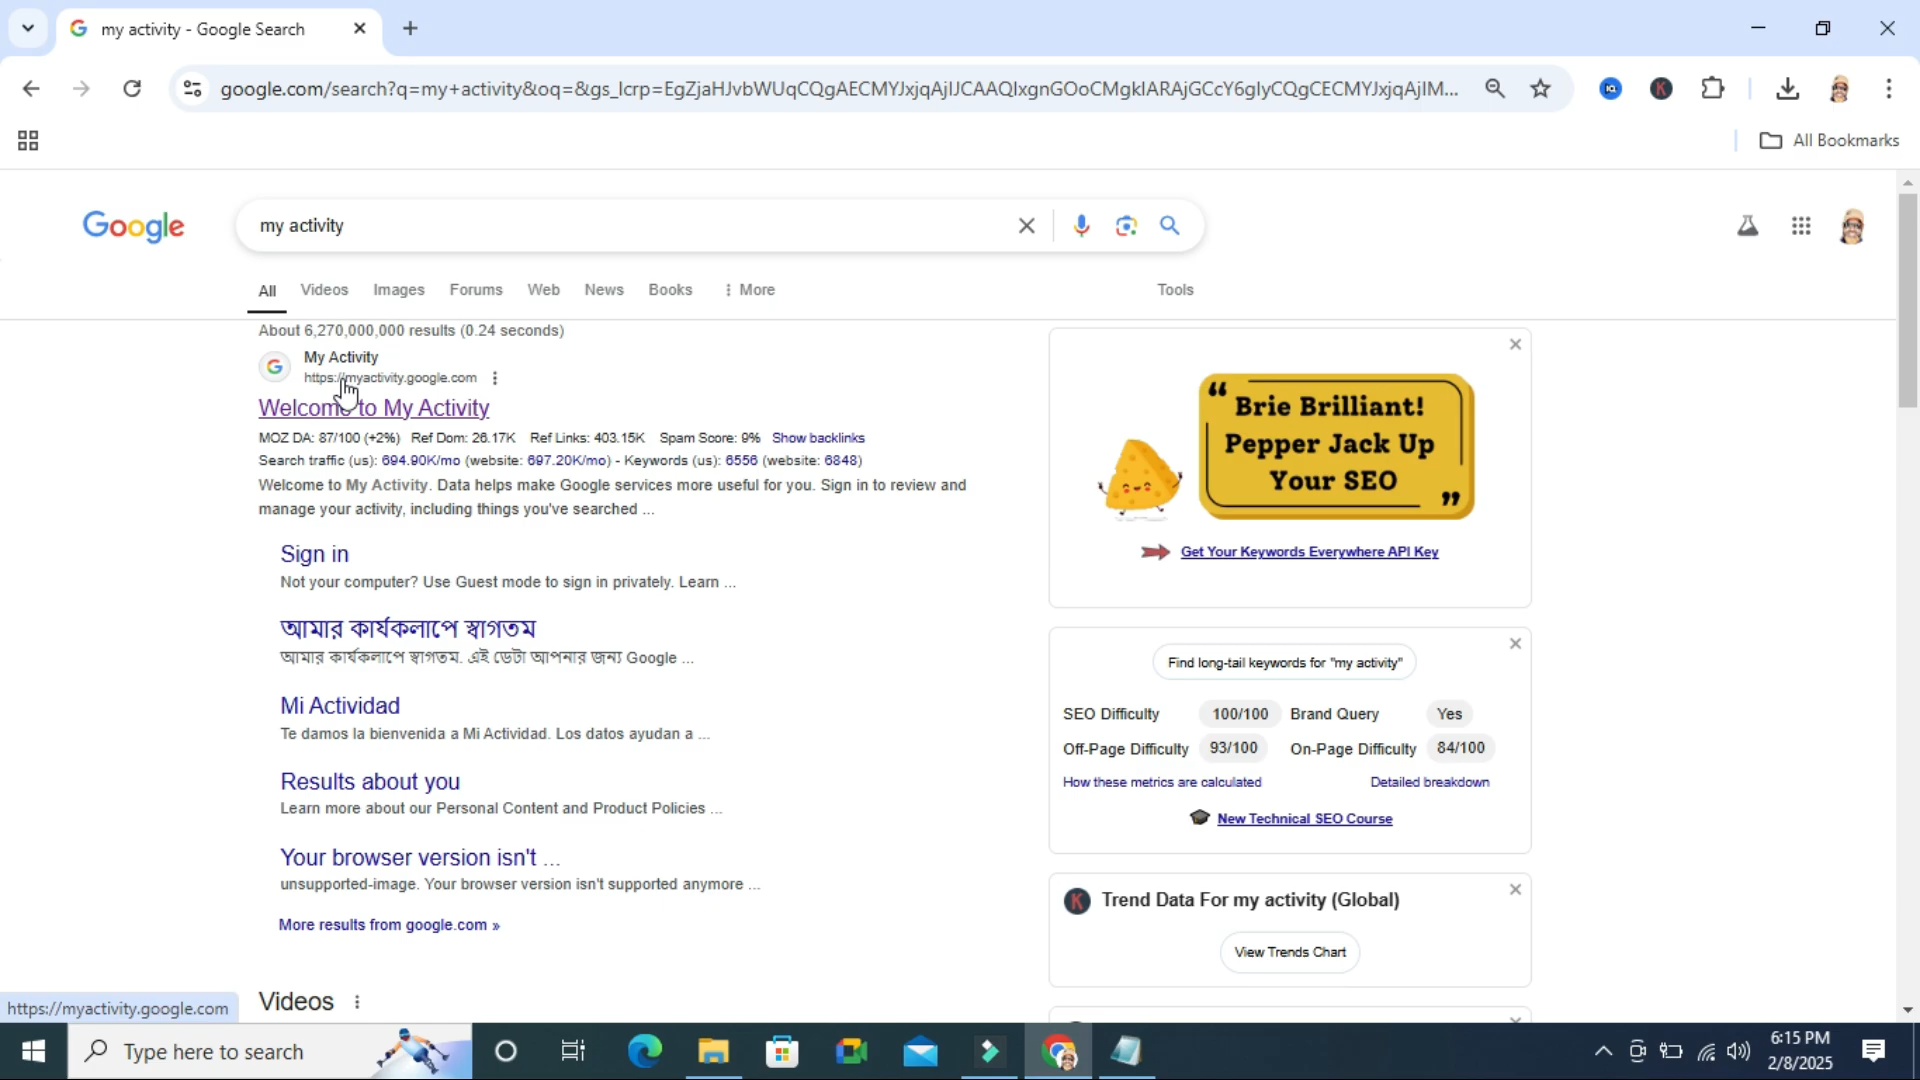 my activity - Google Search
google.com/search?q=my+activity&oq=&gs_lcrp=EgZjaHJvbWUqCQgAECMYJxjqAjIJCAAQIxgnGOoCMgkIARAjGCcY6gIyCQgCECMYJxjqAjIM...
All Bookmarks
Google
my activity
All Videos Images Forums Web News Books More Tools
About 6,270,000,000 results (0.24 seconds)
My Activity
https://myactivity.google.com
Welcome to My Activity
MOZ DA: 87/100 (+2%) Ref Dom: 26.17K Ref Links: 403.15K Spam Score: 9% Show backlinks
Search traffic (us): 694.90K/mo (website: 697.20K/mo) - Keywords (us): 6556 (website: 6848)
Welcome to My Activity. Data helps make Google services more useful for you. Sign in to review and
manage your activity, including things you've searched ...
Sign in
Not your computer? Use Guest mode to sign in privately. Learn ...
আমার কার্যকলাপে স্বাগতম
আমার কার্যকলাপে স্বাগতম. এই ডেটা আপনার জন্য Google ...
Mi Actividad
Te damos la bienvenida a Mi Actividad. Los datos ayudan a ...
Results about you
Learn more about our Personal Content and Product Policies ...
Your browser version isn't ...
unsupported-image. Your browser version isn't supported anymore ...
More results from google.com »
Videos
“ Brie Brilliant!
Pepper Jack Up
Your SEO ”
Get Your Keywords Everywhere API Key
Find long-tail keywords for "my activity"
SEO Difficulty 100/100 Brand Query Yes
Off-Page Difficulty 93/100 On-Page Difficulty 84/100
How these metrics are calculated Detailed breakdown
New Technical SEO Course
K Trend Data For my activity (Global)
View Trends Chart
https://myactivity.google.com
Type here to search
6:15 PM
2/8/2025